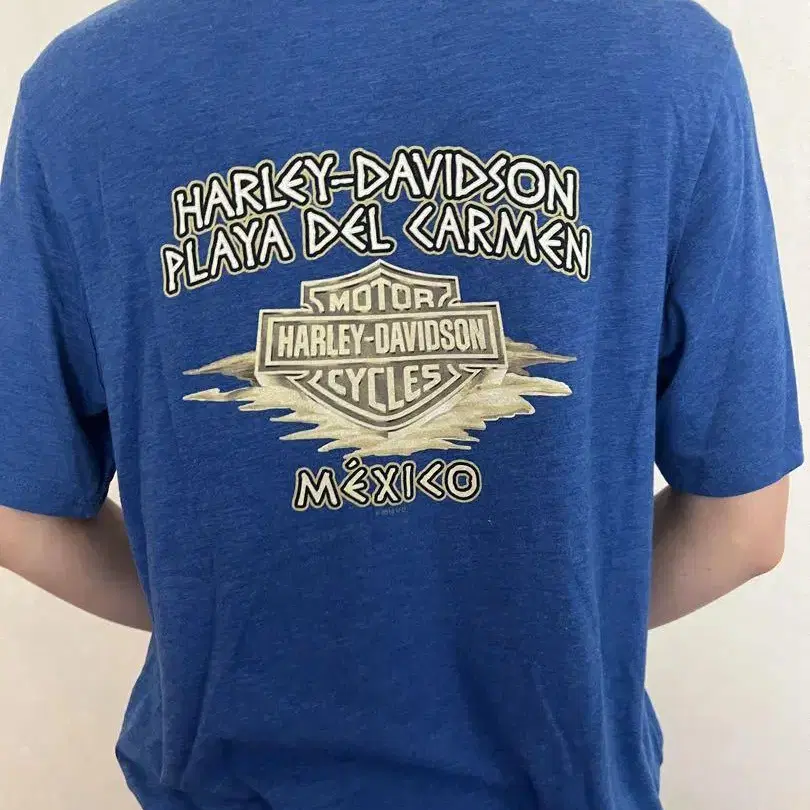 HARLEY-DAVIDSON
PLAYA DEL CARMEN
MOTOR
HARLEY-DAVIDSON
CYCLES
MÉXICO